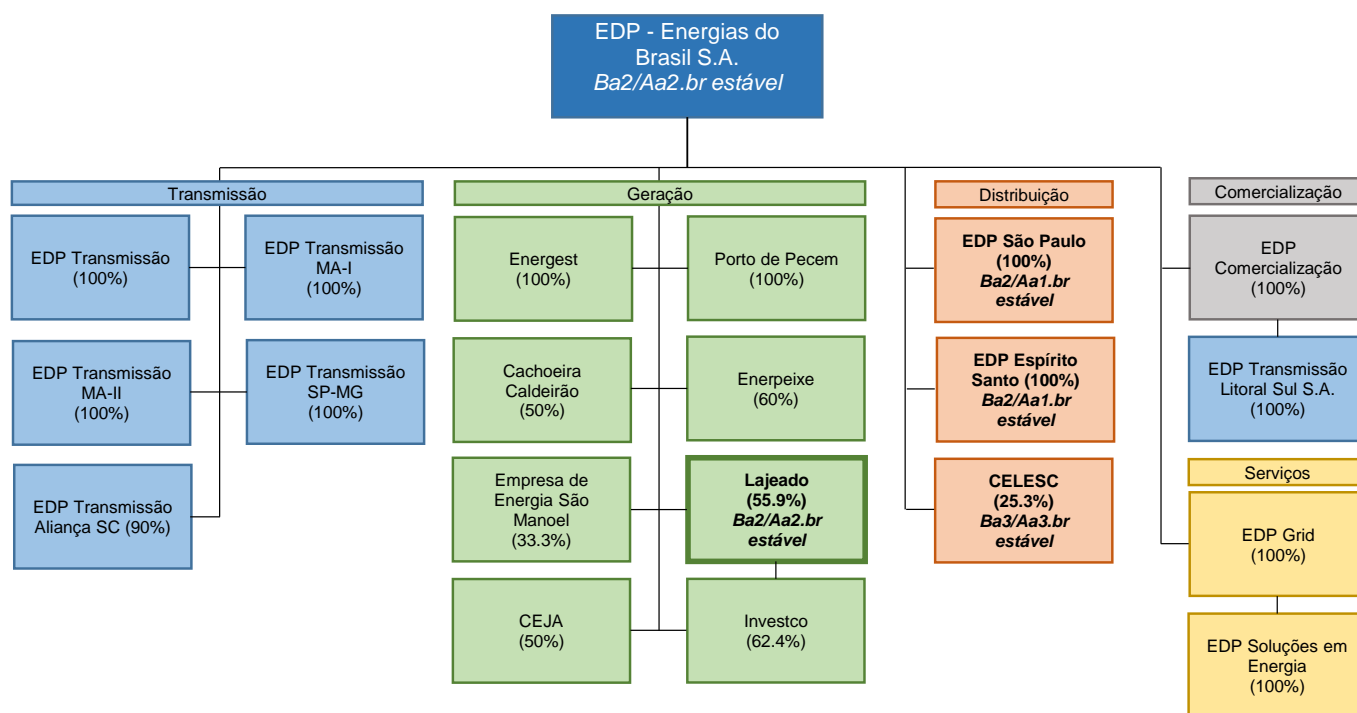 EDP - Energias do
Brasil S.A.
Ba2/Aa2.br estável
Transmissão
EDP Transmissão
(100%)
EDP Transmissão
MA-I
(100%)
EDP Transmissão
MA-II
(100%)
EDP Transmissão
SP-MG
(100%)
EDP Transmissão
Aliança SC (90%)
Geração
Energest
(100%)
Porto de Pecem
(100%)
Cachoeira
Caldeirão
(50%)
Enerpeixe
(60%)
Empresa de
Energia São
Manoel
(33.3%)
Lajeado
(55.9%)
Ba2/Aa2.br
estável
CEJA
(50%)
Investco
(62.4%)
Distribuição
EDP São Paulo
(100%)
Ba2/Aa1.br
estável
EDP Espírito
Santo (100%)
Ba2/Aa1.br
estável
CELESC
(25.3%)
Ba3/Aa3.br
estável
Comercialização
EDP
Comercialização
(100%)
EDP Transmissão
Litoral Sul S.A.
(100%)
Serviços
EDP Grid
(100%)
EDP Soluções em
Energia
(100%)